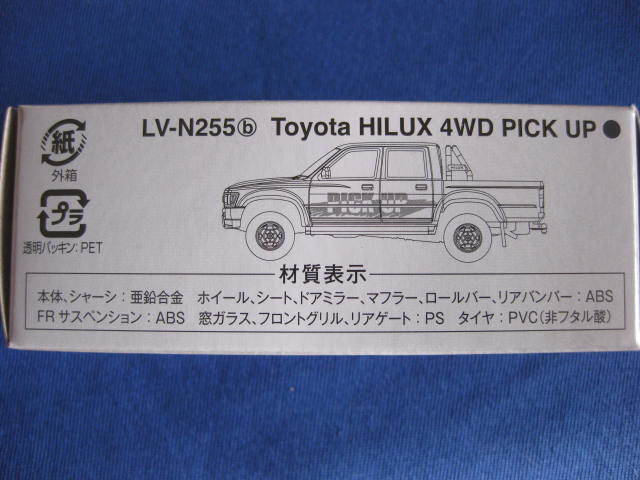 LV-N255ⓑ Toyota HILUX 4WD PICK UP ●
紙
外箱
プラ
透明パッキン:PET
PICK UP
材質表示
本体、シャーシ:亜鉛合金 ホイール、シート、ドアミラー、マフラー、ロールバー、リアバンパー:ABS
FRサスペンション:ABS 窓ガラス、フロントグリル、リアゲート:PS タイヤ:PVC(非フタル酸)